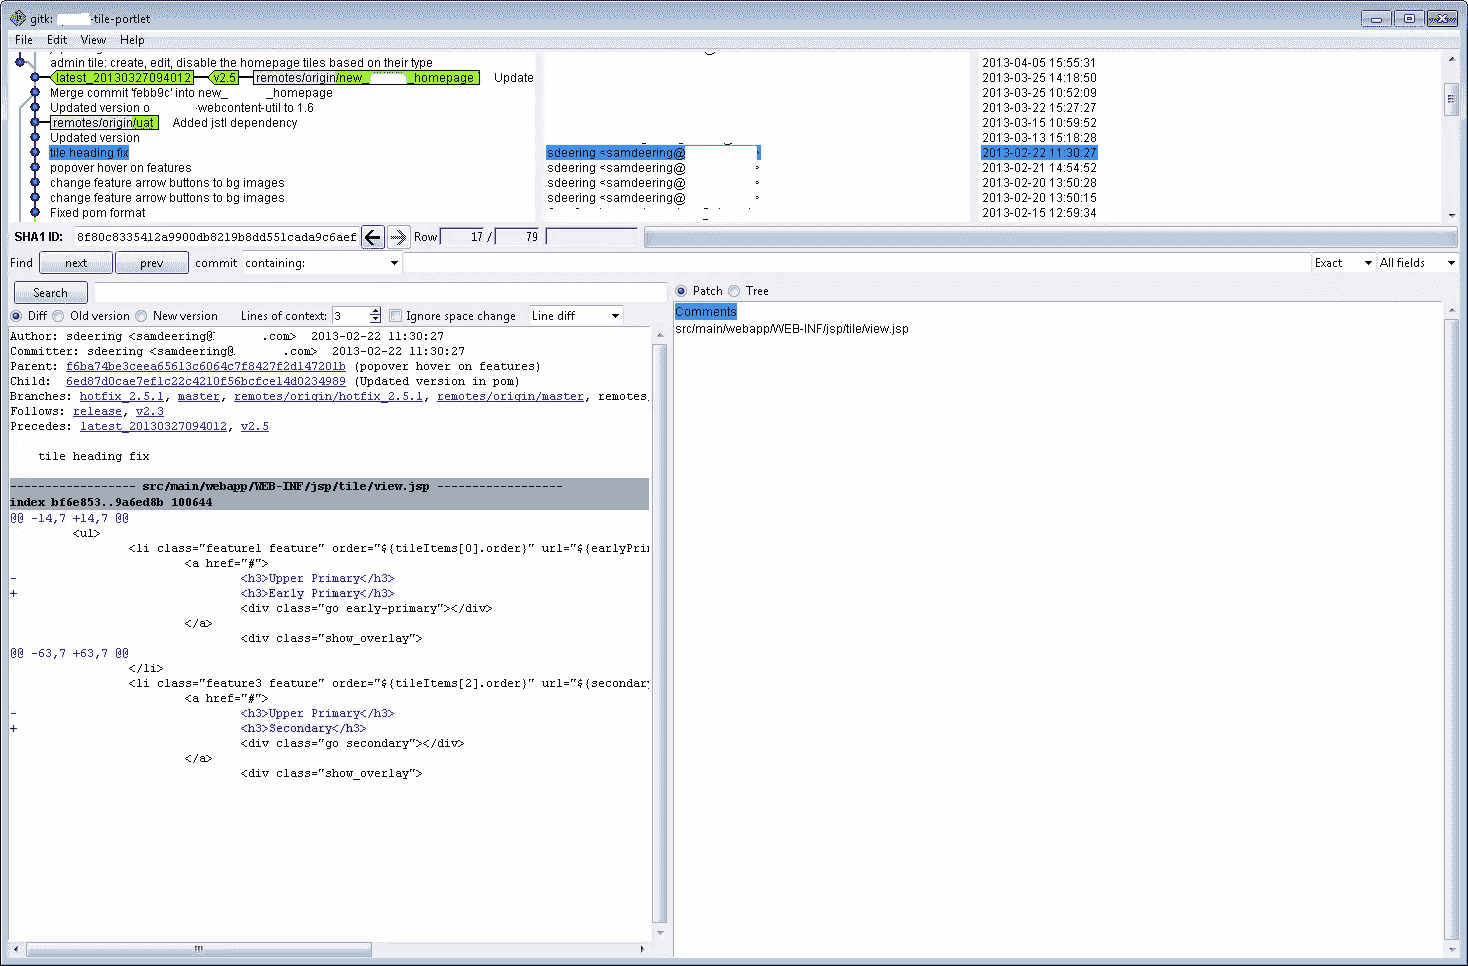 gitk: -tile-portlet
File Edit View Help
admin tile: create, edit, disable the homepage tiles based on their type 2013-04-05 15:55:31
latest_20130327094012 v2.5 remotes/origin/new_ _homepage Update 2013-03-25 14:18:50
Merge commit 'febb9c' into new_ _homepage 2013-03-25 10:52:09
Updated version o -webcontent-util to 1.6 2013-03-22 15:27:27
remotes/origin/uat Added jstl dependency 2013-03-15 10:59:52
Updated version 2013-03-13 15:18:28
tile heading fix sdeering <samdeering@ > 2013-02-22 11:30:27
popover hover on features sdeering <samdeering@ > 2013-02-21 14:54:52
change feature arrow buttons to bg images sdeering <samdeering@ > 2013-02-20 13:50:28
change feature arrow buttons to bg images sdeering <samdeering@ > 2013-02-20 13:50:15
Fixed pom format 2013-02-15 12:59:34
SHA1 ID: 8f80c8335412a9900db8219b8dd551cada9c6aef Row 17 / 79
Find next prev commit containing: Exact All fields
Search
Patch Tree
Diff Old version New version Lines of context: 3 Ignore space change Line diff
Comments
src/main/webapp/WEB-INF/jsp/tile/view.jsp
Author: sdeering <samdeering@ .com> 2013-02-22 11:30:27
Committer: sdeering <samdeering@ .com> 2013-02-22 11:30:27
Parent: f6ba74be3ceea65613c6064c7f8427f2d147201b (popover hover on features)
Child: 6ed87d0cae7ef1c22c4210f56bcfce14d0234989 (Updated version in pom)
Branches: hotfix_2.5.1, master, remotes/origin/hotfix_2.5.1, remotes/origin/master, remotes
Follows: release, v2.3
Precedes: latest_20130327094012, v2.5
tile heading fix
------------------ src/main/webapp/WEB-INF/jsp/tile/view.jsp ------------------
index bf6e853..9a6ed8b 100644
@@ -14,7 +14,7 @@
<ul>
<li class="feature1 feature" order="${tileItems[0].order}" url="${earlyPri
<a href="#">
- <h3>Upper Primary</h3>
+ <h3>Early Primary</h3>
<div class="go early-primary"></div>
</a>
<div class="show_overlay">
@@ -63,7 +63,7 @@
</li>
<li class="feature3 feature" order="${tileItems[2].order}" url="${secondary
<a href="#">
- <h3>Upper Primary</h3>
+ <h3>Secondary</h3>
<div class="go secondary"></div>
</a>
<div class="show_overlay">